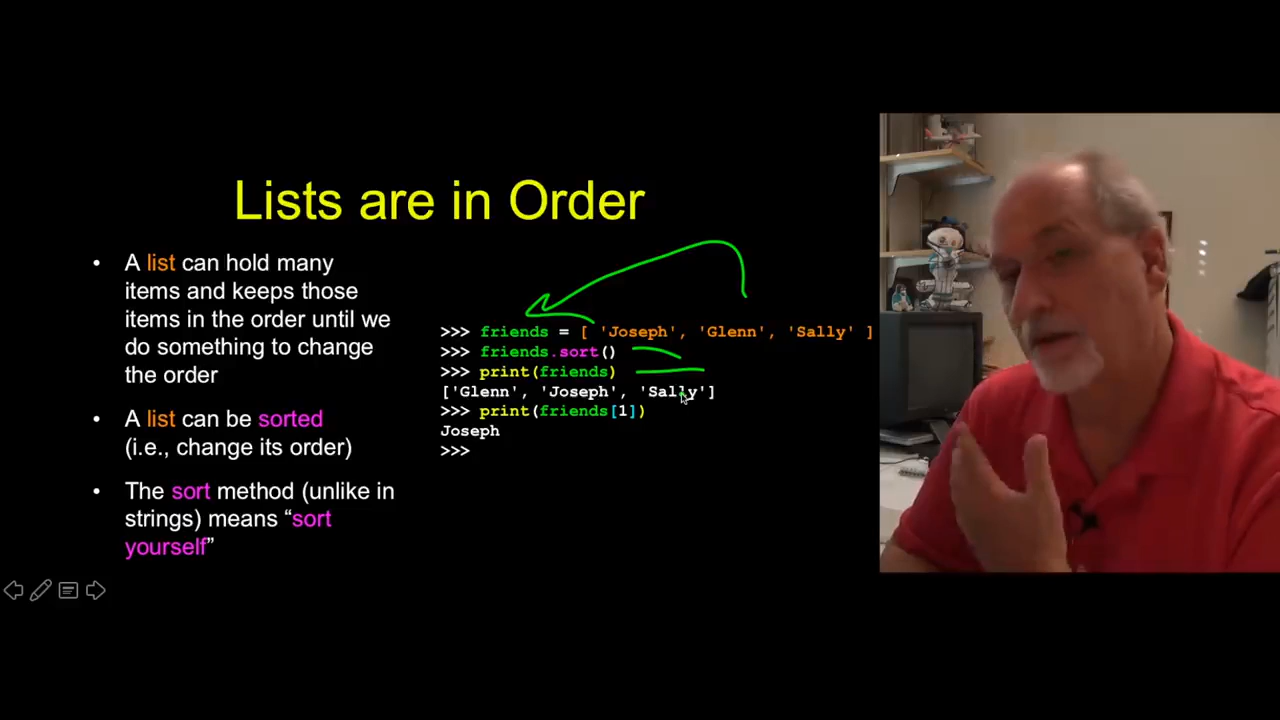 Lists are in Order
• A list can hold many
items and keeps those
items in the order until we
do something to change
the order
• A list can be sorted
(i.e., change its order)
• The sort method (unlike in
strings) means “sort
yourself”
>>> friends = [ 'Joseph', 'Glenn', 'Sally' ]
>>> friends.sort()
>>> print(friends)
['Glenn', 'Joseph', 'Sally']
>>> print(friends[1])
Joseph
>>>